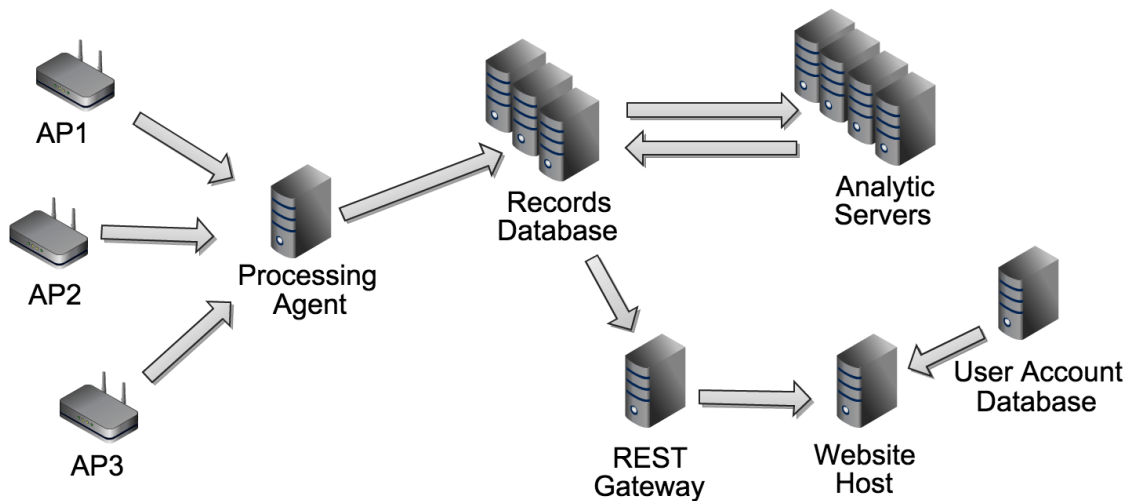 AP1
AP2
AP3
Processing
Agent
Records
Database
Analytic
Servers
REST
Gateway
Website
Host
User Account
Database